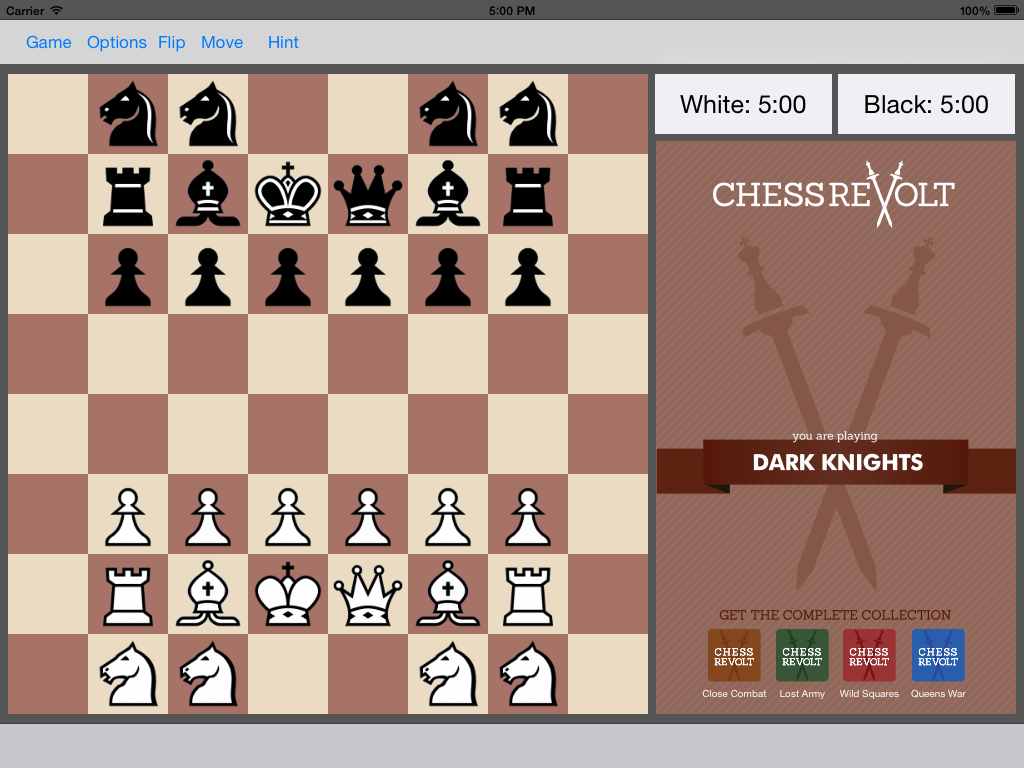 Carrier 5:00 PM 100%
Game Options Flip Move Hint
White: 5:00 Black: 5:00
CHESS REVOLT
you are playing
DARK KNIGHTS
GET THE COMPLETE COLLECTION
CHESS REVOLT CHESS REVOLT CHESS REVOLT CHESS REVOLT
Close Combat Lost Army Wild Squares Queens War